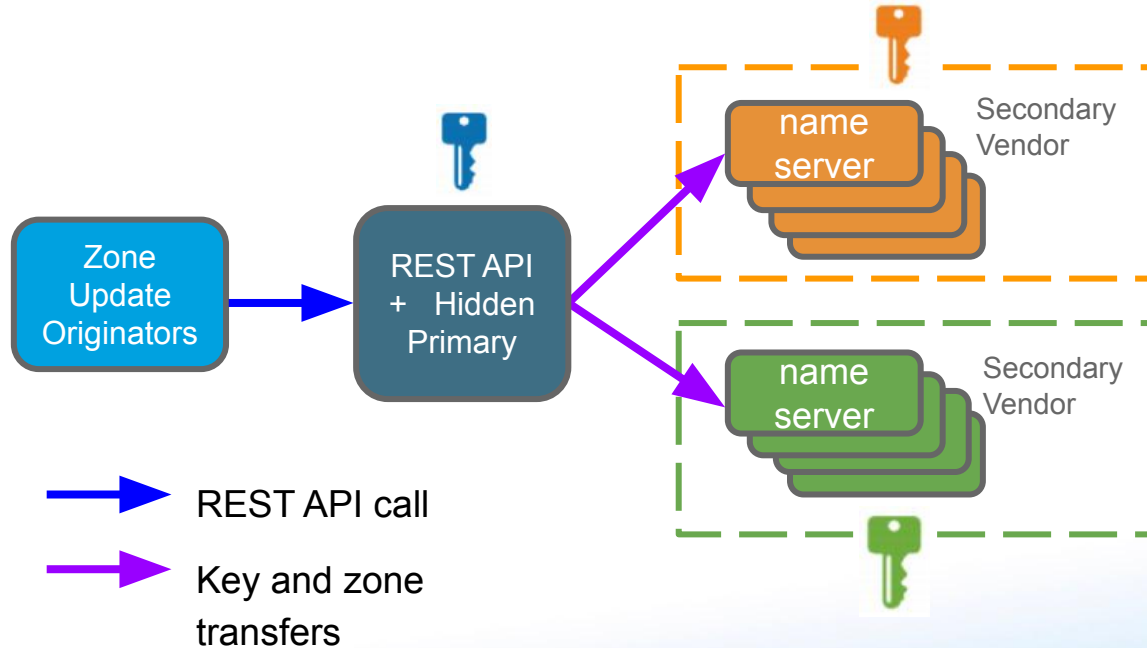 Zone
Update
Originators
REST API
+ Hidden
Primary
name
server
Secondary
Vendor
name
server
Secondary
Vendor
REST API call
Key and zone
transfers